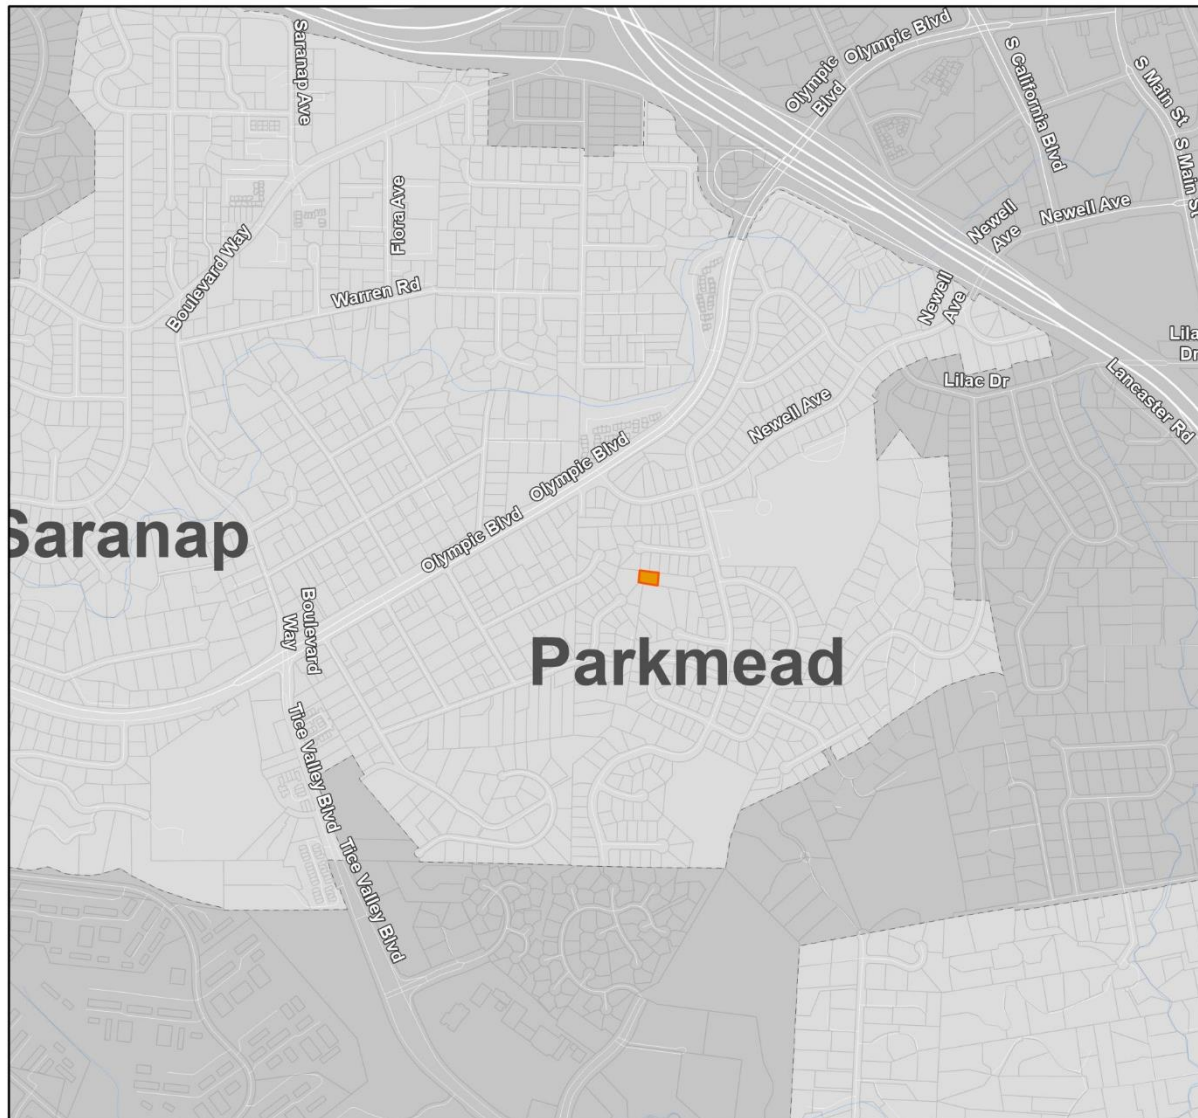 Saranap Ave
Olympic Blvd
Olympic
Blvd
S California Blvd
S Main St
S Main St
Flora Ave
Newell Ave
Newell
Ave
Boulevard Way
Warren Rd
Newell
Ave
Lilac Dr
Lancaster Rd
Newell Ave
Olympic Blvd
Olympic Blvd
Saranap
Boulevard
Way
Parkmead
Tice Valley Blvd
Tice Valley Blvd